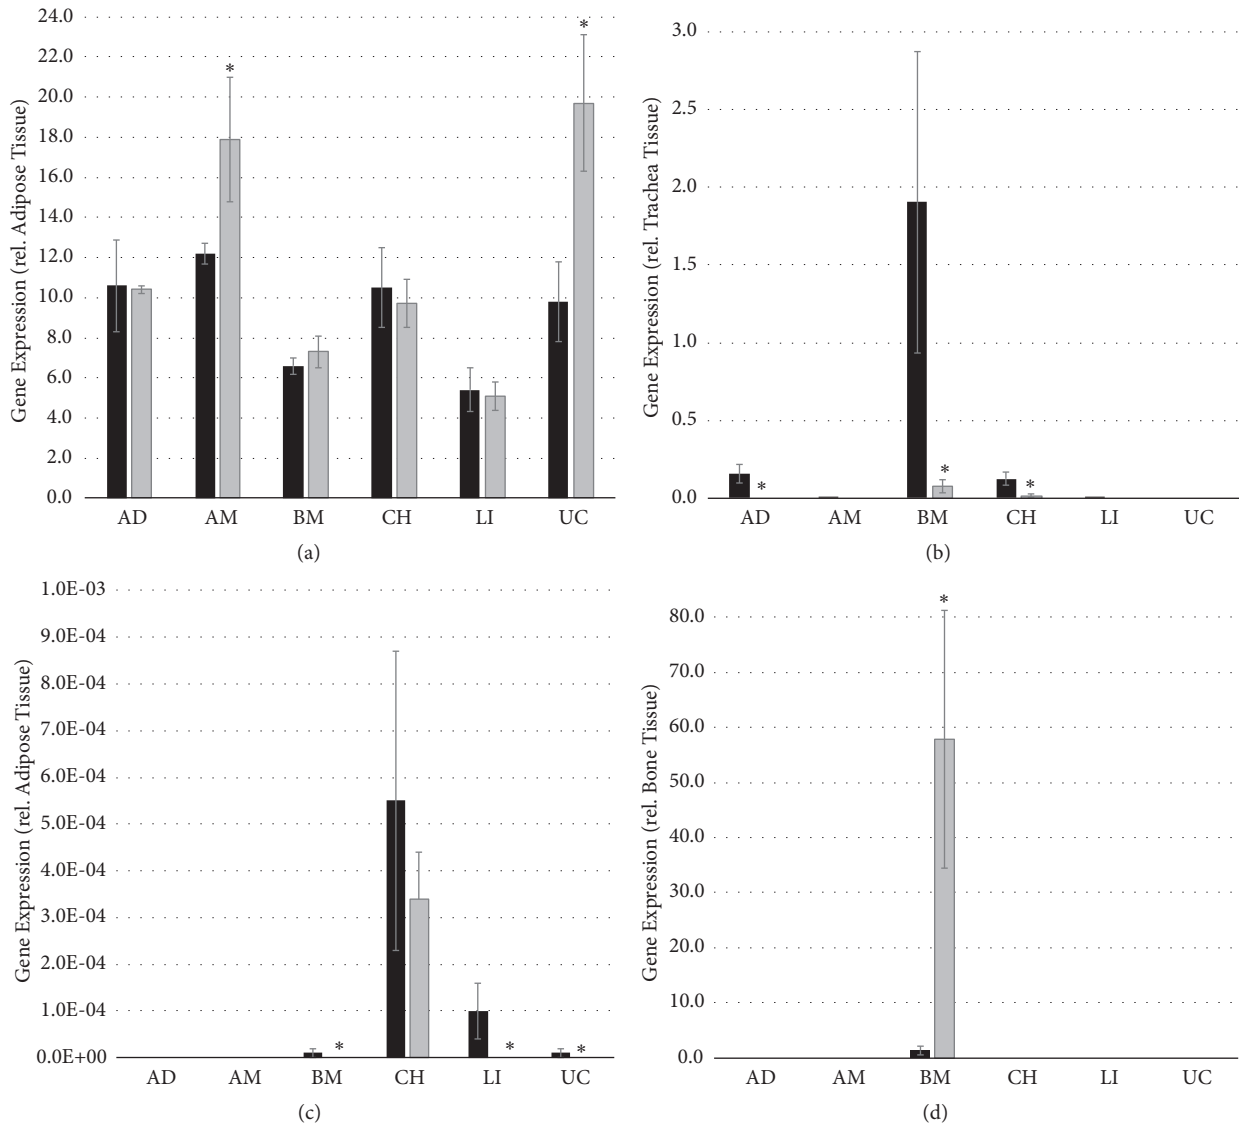 Gene Expression (rel. Adipose Tissue)
24.0
22.0
20.0
18.0
16.0
14.0
12.0
10.0
8.0
6.0
4.0
2.0
0.0
*
*
AD AM BM CH LI UC
(a)
Gene Expression (rel. Trachea Tissue)
3.0
2.5
2.0
1.5
1.0
0.5
0.0
*
*
*
AD AM BM CH LI UC
(b)
Gene Expression (rel. Adipose Tissue)
1.0E-03
9.0E-04
8.0E-04
7.0E-04
6.0E-04
5.0E-04
4.0E-04
3.0E-04
2.0E-04
1.0E-04
0.0E+00
*
*
*
AD AM BM CH LI UC
(c)
Gene Expression (rel. Bone Tissue)
80.0
70.0
60.0
50.0
40.0
30.0
20.0
10.0
0.0
*
AD AM BM CH LI UC
(d)